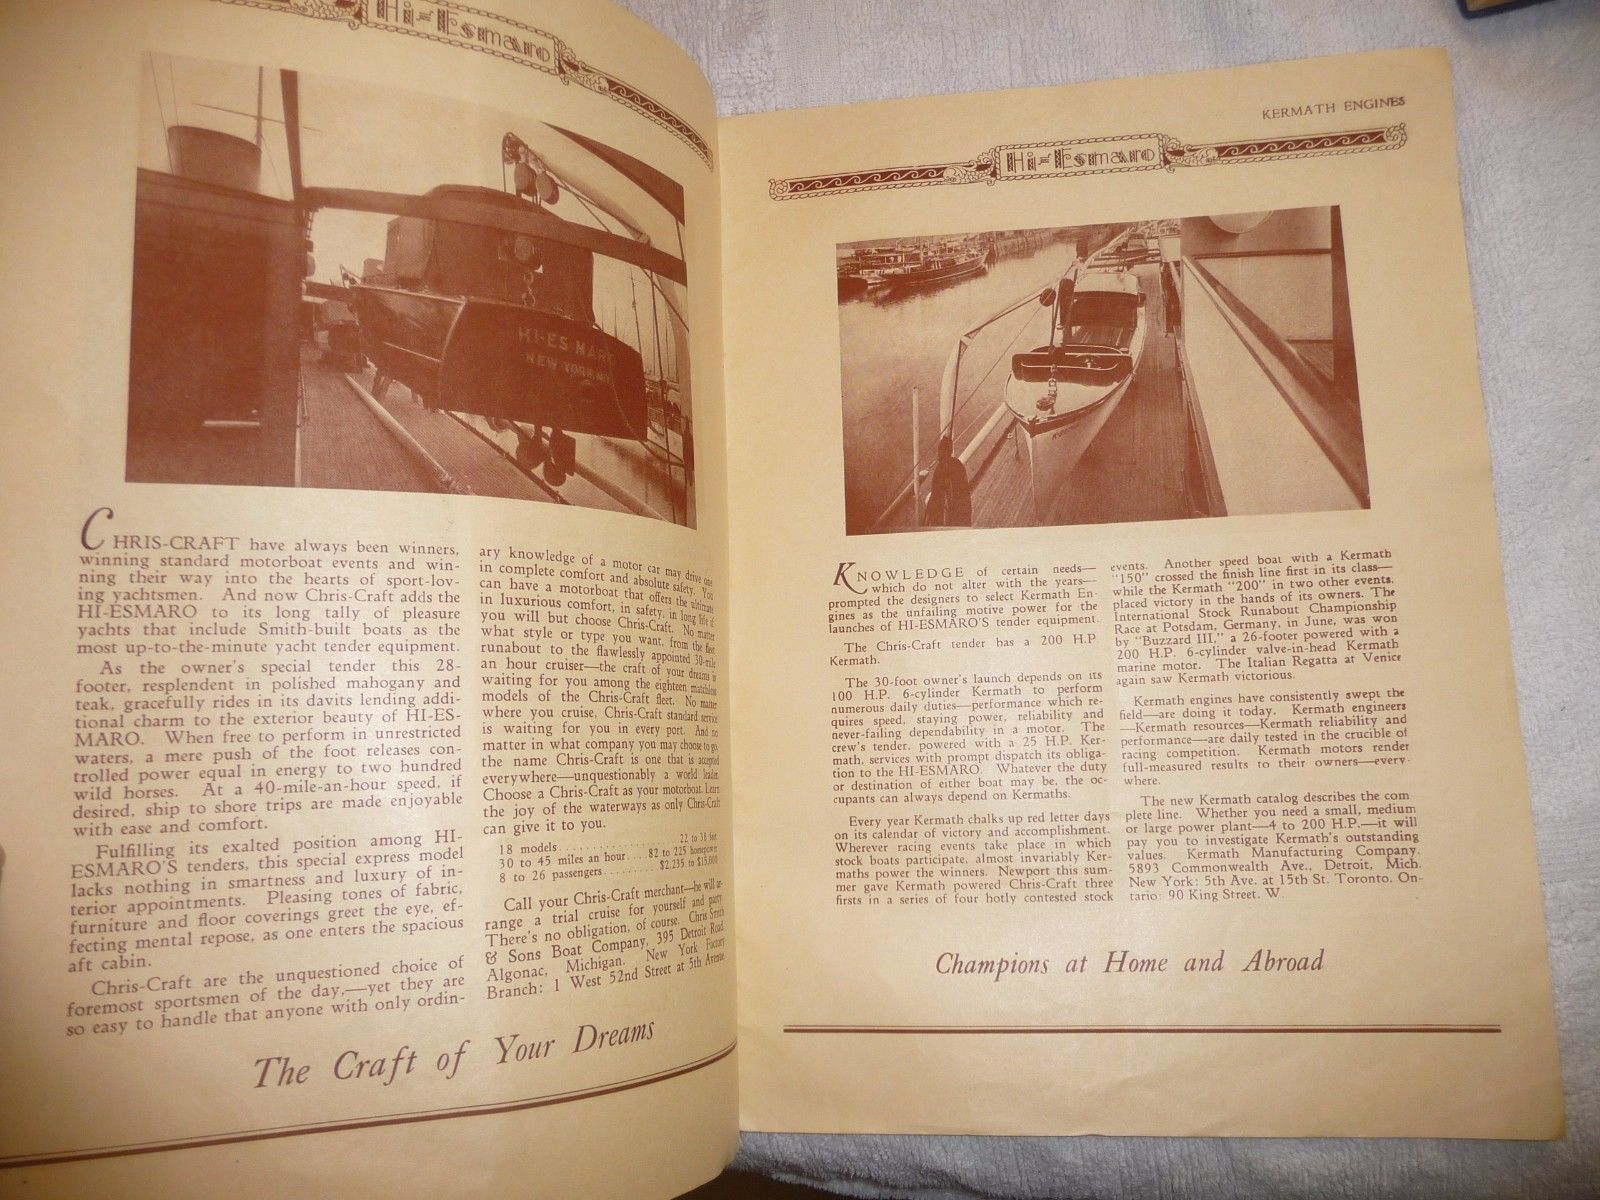 Hi-Esmaro
HI-ESMARO
NEW YORK, N.Y.
CHRIS-CRAFT have always been winners,
winning standard motorboat events and win-
ning their way into the hearts of sport-lov-
ing yachtsmen. And now Chris-Craft adds the
HI-ESMARO to its long tally of pleasure
yachts that include Smith-built boats as the
most up-to-the-minute yacht tender equipment.
As the owner's special tender this 28-
footer, resplendent in polished mahogany and
teak, gracefully rides in its davits lending addi-
tional charm to the exterior beauty of HI-ES-
MARO. When free to perform in unrestricted
waters, a mere push of the foot releases con-
trolled power equal in energy to two hundred
wild horses. At a 40-mile-an-hour speed, if
desired, ship to shore trips are made enjoyable
with ease and comfort.
Fulfilling its exalted position among HI-
ESMARO'S tenders, this special express model
lacks nothing in smartness and luxury of in-
terior appointments. Pleasing tones of fabric,
furniture and floor coverings greet the eye, ef-
fecting mental repose, as one enters the spacious
aft cabin.
Chris-Craft are the unquestioned choice of
foremost sportsmen of the day,—yet they are
so easy to handle that anyone with only ordin-
ary knowledge of a motor car may drive one
in complete comfort and absolute safety. You
can have a motorboat that offers the ultimate
in luxurious comfort, in safety, in long life if
you will but choose Chris-Craft. No matter
what style or type you want, from the fleet
runabout to the flawlessly appointed 30-mile
an hour cruiser—the craft of your dreams is
waiting for you among the eighteen matchless
models of the Chris-Craft fleet. No matter
where you cruise, Chris-Craft standard service
is waiting for you in every port. And no
matter in what company you may choose to go,
the name Chris-Craft is one that is accepted
everywhere—unquestionably a world leader.
Choose a Chris-Craft as your motorboat. Learn
the joy of the waterways as only Chris-Craft
can give it to you.
18 models . . . . . . . . . . . . . 22 to 38 feet
30 to 45 miles an hour . . . . 82 to 225 horsepower
8 to 26 passengers . . . . . . . . $2,235 to $15,000
Call your Chris-Craft merchant—he will ar-
range a trial cruise for yourself and party.
There's no obligation, of course. Chris Smith
& Sons Boat Company, 395 Detroit Road,
Algonac, Michigan. New York Factory
Branch: 1 West 52nd Street at 5th Avenue.
The Craft of Your Dreams
KERMATH ENGINES
Hi-Esmaro
KNOWLEDGE of certain needs—
which do not alter with the years—
prompted the designers to select Kermath En-
gines as the unfailing motive power for the
launches of HI-ESMARO'S tender equipment.
The Chris-Craft tender has a 200 H.P.
Kermath.
The 30-foot owner's launch depends on its
100 H.P. 6-cylinder Kermath to perform
numerous daily duties—performance which re-
quires speed, staying power, reliability and
never-failing dependability in a motor. The
crew's tender, powered with a 25 H.P. Ker-
math, services with prompt dispatch its obliga-
tion to the HI-ESMARO. Whatever the duty
or destination of either boat may be, the oc-
cupants can always depend on Kermaths.
Every year Kermath chalks up red letter days
on its calendar of victory and accomplishment.
Wherever racing events take place in which
stock boats participate, almost invariably Ker-
maths power the winners. Newport this sum-
mer gave Kermath powered Chris-Craft three
firsts in a series of four hotly contested stock
events. Another speed boat with a Kermath
"150" crossed the finish line first in its class—
while the Kermath "200" in two other events,
placed victory in the hands of its owners. The
International Stock Runabout Championship
Race at Potsdam, Germany, in June, was won
by "Buzzard III," a 26-footer powered with a
200 H.P. 6-cylinder valve-in-head Kermath
marine motor. The Italian Regatta at Venice
again saw Kermath victorious.
Kermath engines have consistently swept the
field—are doing it today. Kermath engineers
—Kermath resources—Kermath reliability and
performance—are daily tested in the crucible of
racing competition. Kermath motors render
full-measured results to their owners—every-
where.
The new Kermath catalog describes the com
plete line. Whether you need a small, medium
or large power plant—4 to 200 H.P.—it will
pay you to investigate Kermath's outstanding
values. Kermath Manufacturing Company,
5893 Commonwealth Ave., Detroit, Mich.
New York: 5th Ave. at 15th St. Toronto, On-
tario: 90 King Street, W.
Champions at Home and Abroad